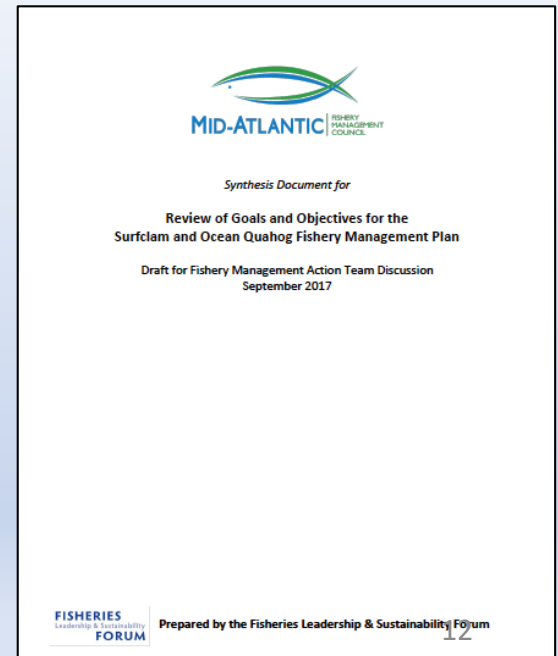 MID-ATLANTIC FISHERY MANAGEMENT COUNCIL
Synthesis Document for
Review of Goals and Objectives for the
Surfclam and Ocean Quahog Fishery Management Plan
Draft for Fishery Management Action Team Discussion
September 2017
FISHERIES
Leadership & Sustainability
FORUM
Prepared by the Fisheries Leadership & Sustainability Forum
12